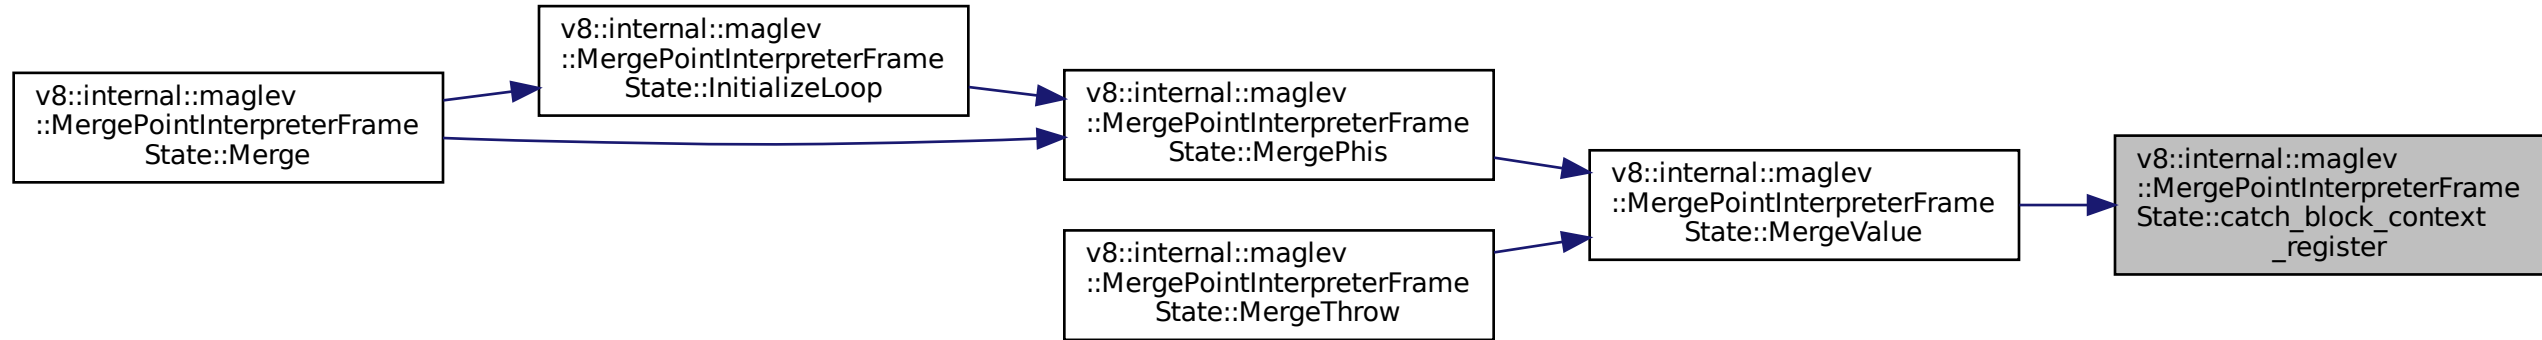 v8::internal::maglev
::MergePointInterpreterFrame
State::Merge
v8::internal::maglev
::MergePointInterpreterFrame
State::InitializeLoop
v8::internal::maglev
::MergePointInterpreterFrame
State::MergePhis
v8::internal::maglev
::MergePointInterpreterFrame
State::MergeThrow
v8::internal::maglev
::MergePointInterpreterFrame
State::MergeValue
v8::internal::maglev
::MergePointInterpreterFrame
State::catch_block_context
_register